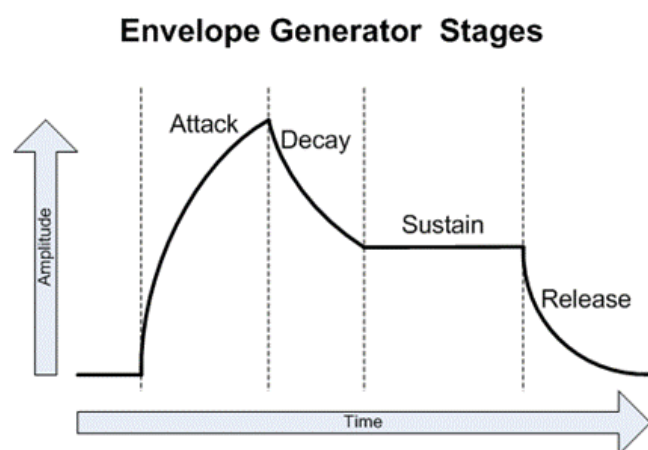 Envelope Generator Stages
Attack
Decay
Sustain
Release
Amplitude
Time